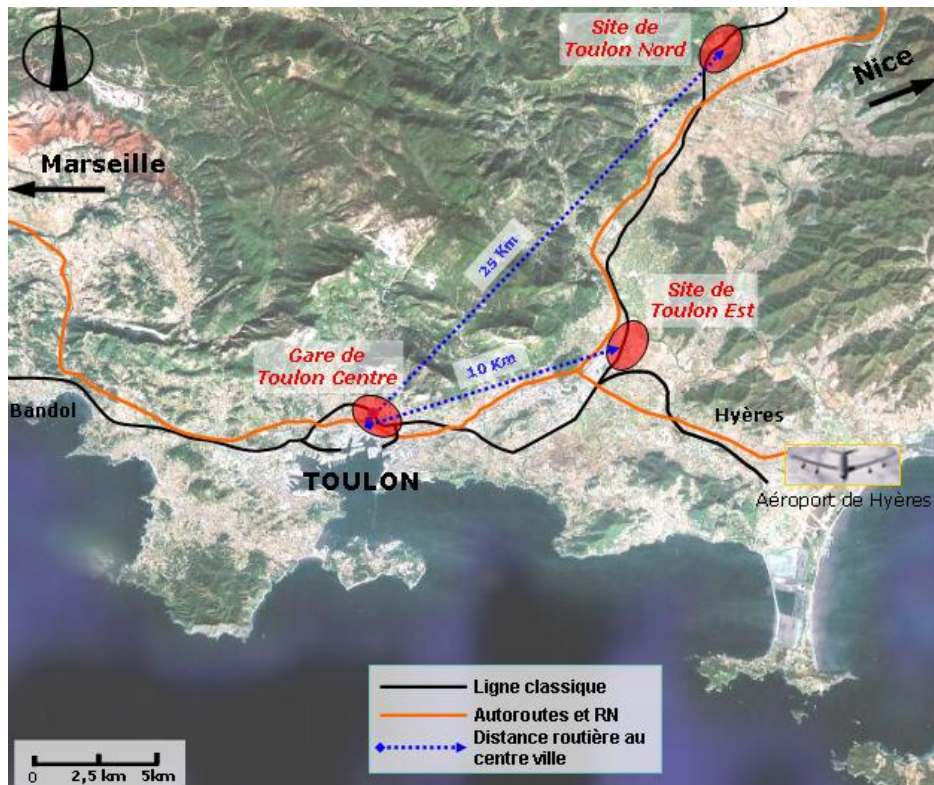 Site de
Toulon Nord
Nice
Marseille
25 Km
Site de
Toulon Est
Gare de
Toulon Centre
10 Km
Bandol
Hyères
TOULON
Aéroport de Hyères
Ligne classique
Autoroutes et RN
Distance routière au
centre ville
0 2,5 km 5km